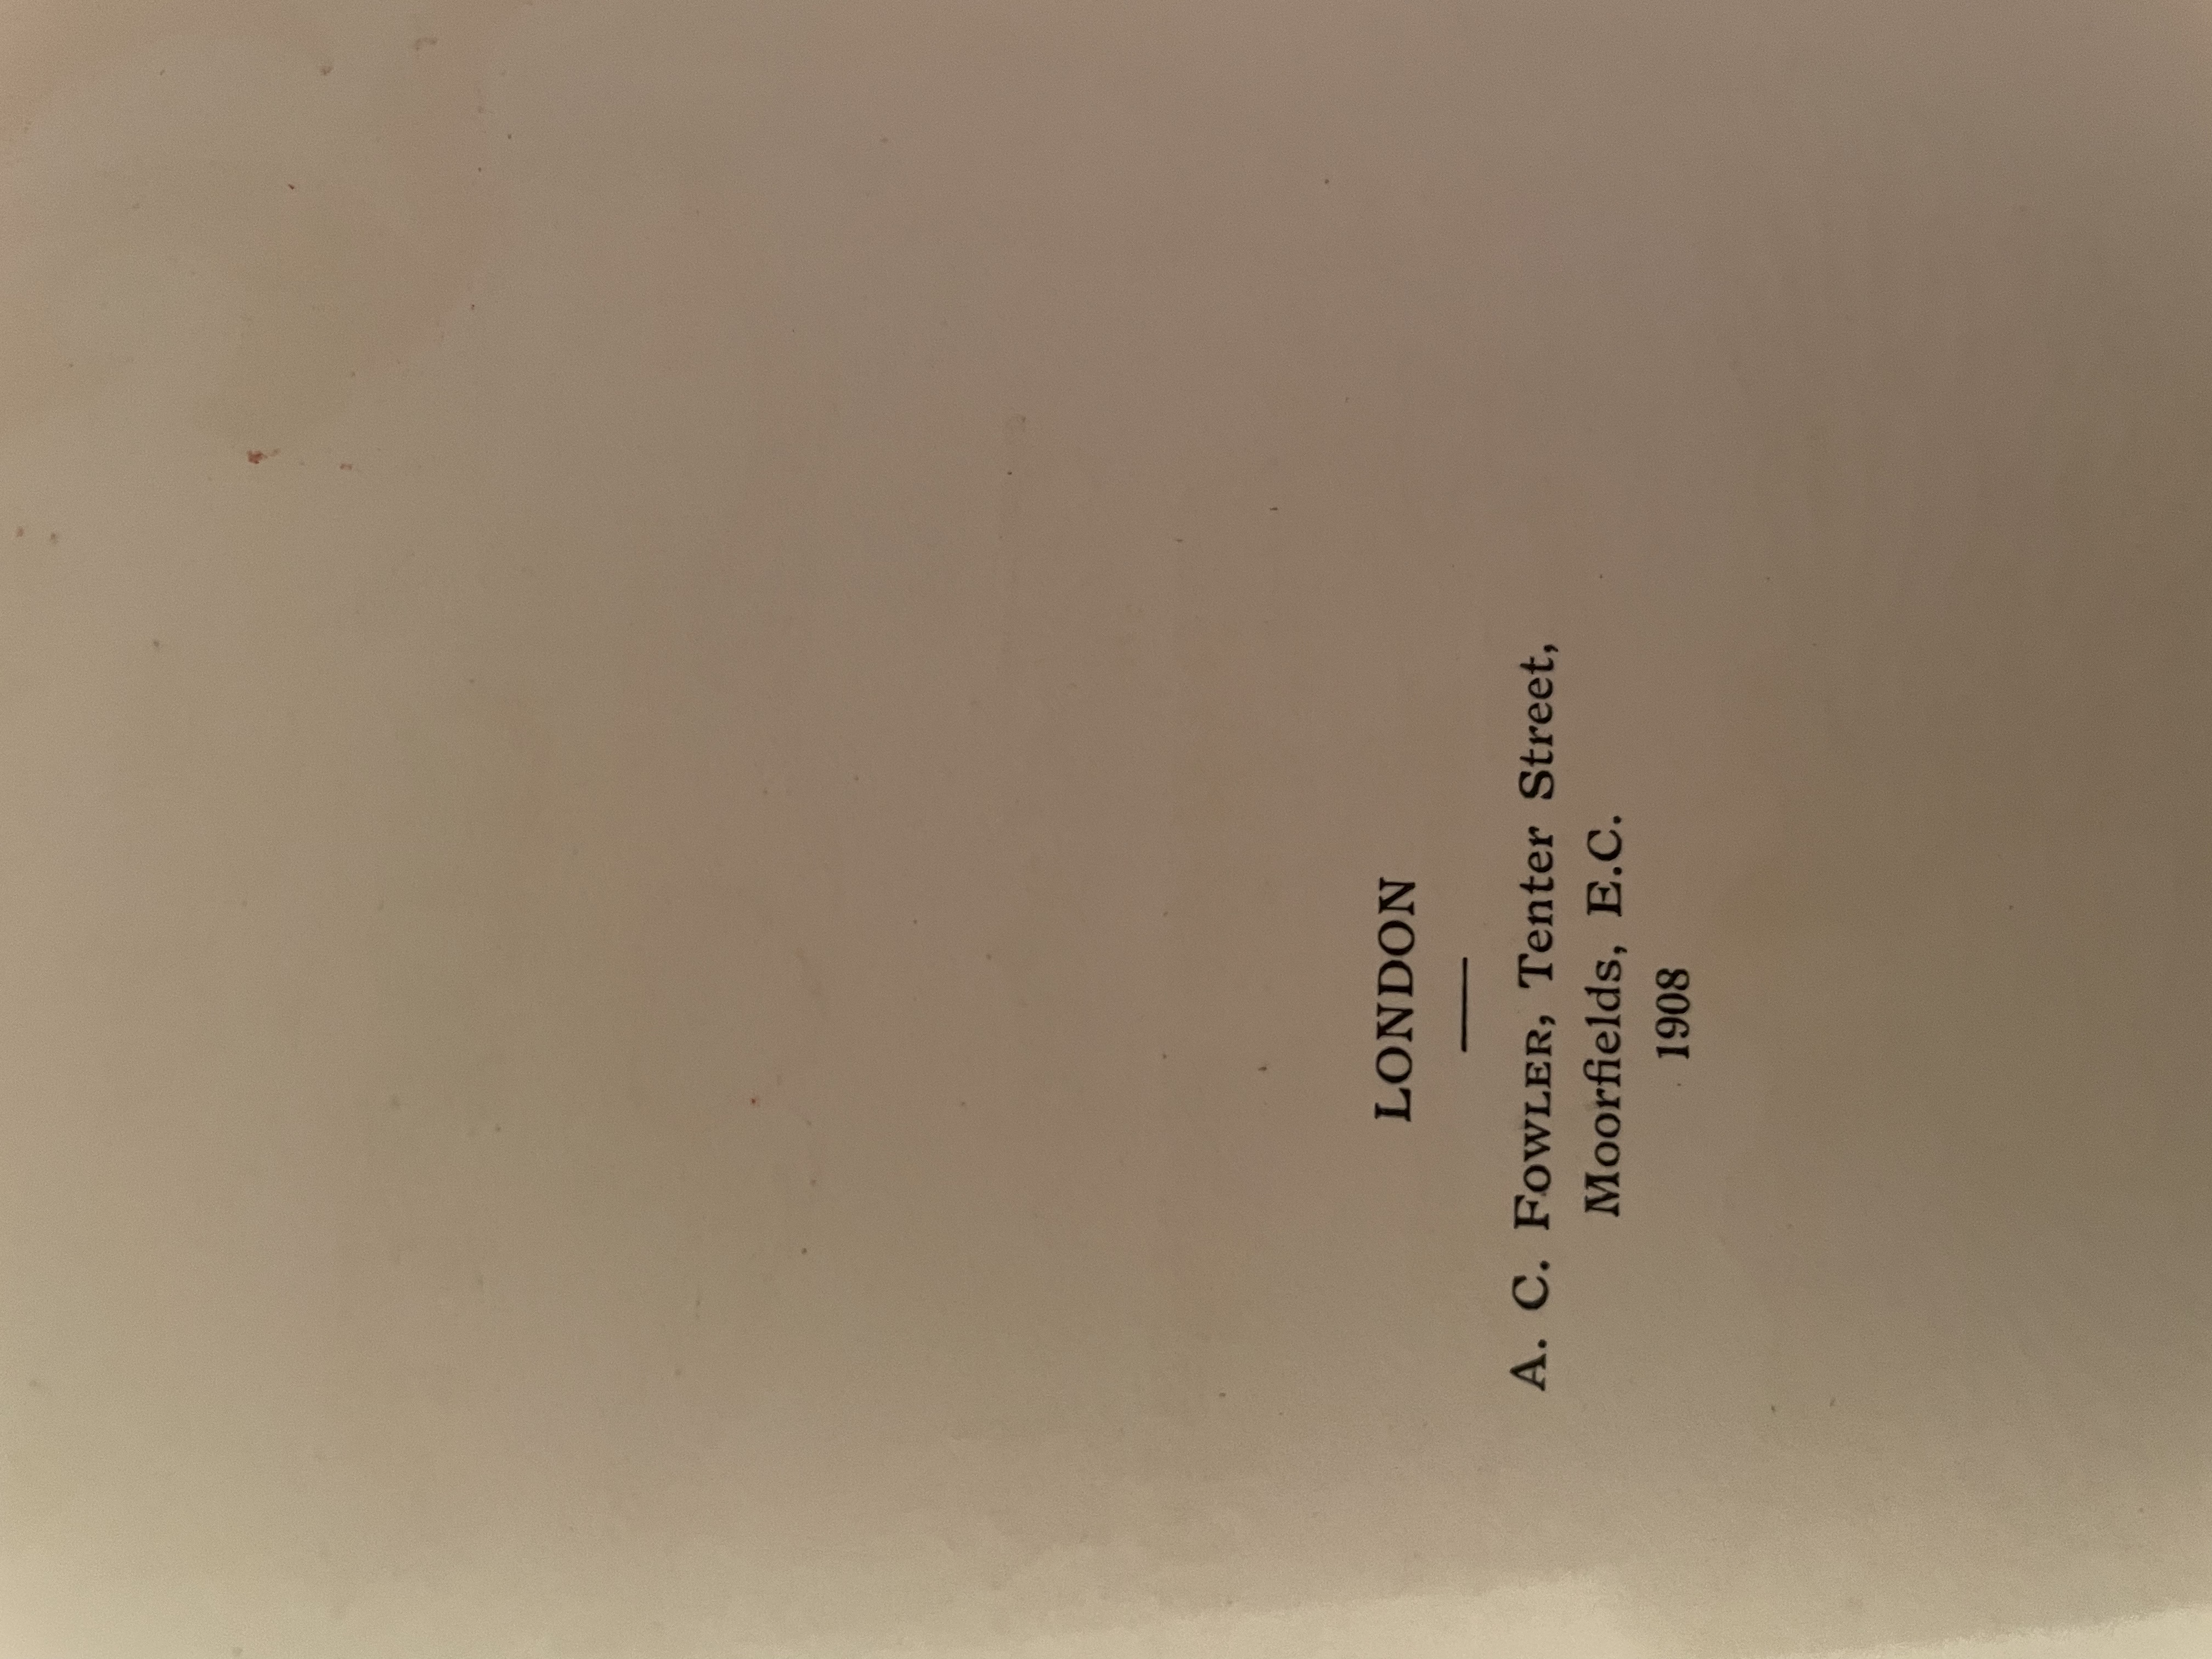 LONDON
A. C. FOWLER, Tenter Street,
Moorfields, E.C.
1908